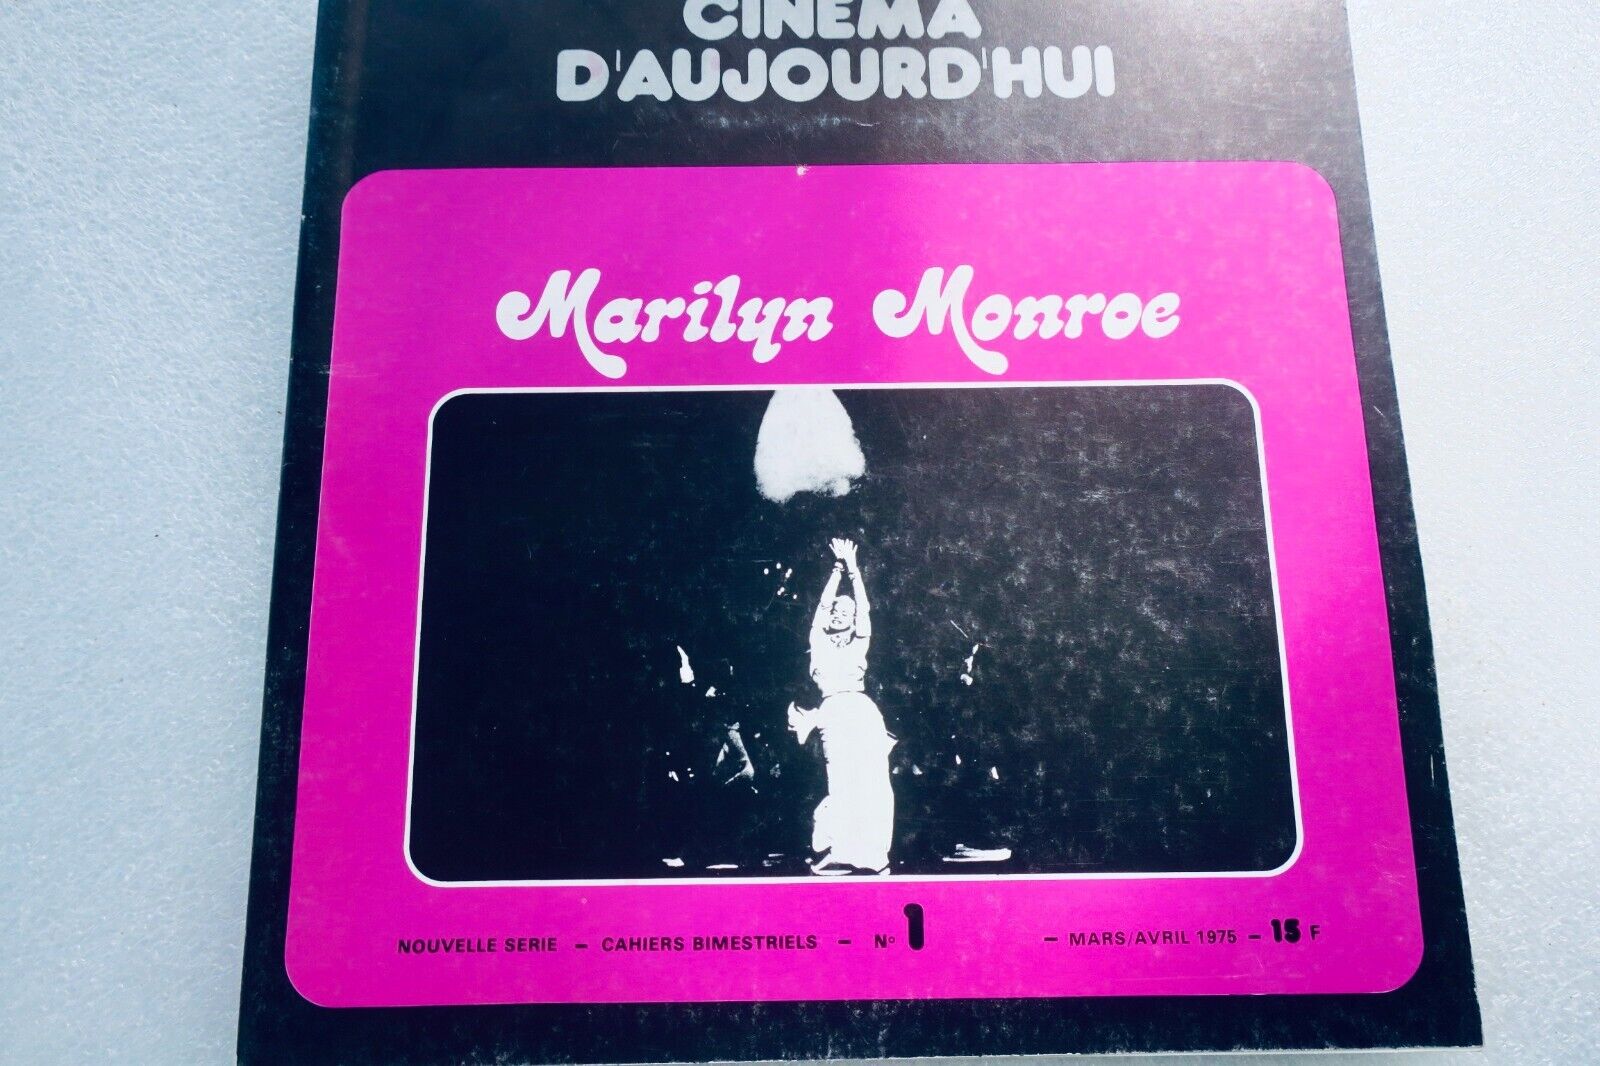 CINEMA
D'AUJOURD'HUI
Marilyn Monroe
NOUVELLE SERIE – CAHIERS BIMESTRIELS – N° 1 – MARS/AVRIL 1975 – 15 F